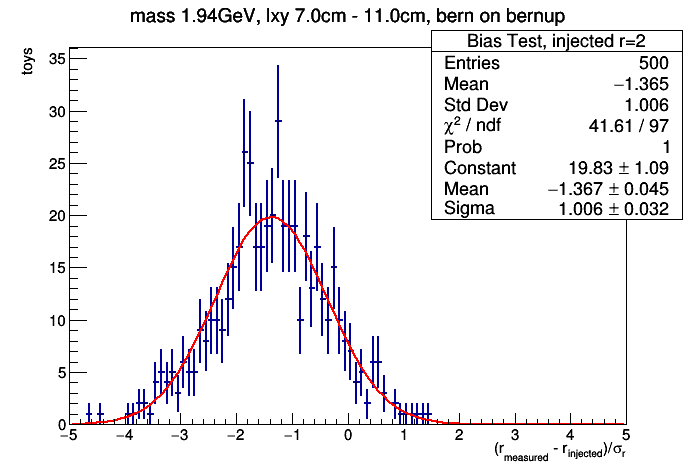 mass 1.94GeV, lxy 7.0cm - 11.0cm, bern on bernup
Bias Test, injected r=2
Entries 500
Mean −1.365
Std Dev 1.006
χ² / ndf 41.61 / 97
Prob 1
Constant 19.83 ± 1.09
Mean −1.367 ± 0.045
Sigma 1.006 ± 0.032
toys
35
30
25
20
15
10
5
0
−5 −4 −3 −2 −1 0 1 2 3 4 5
(r_measured - r_injected)/σ_r